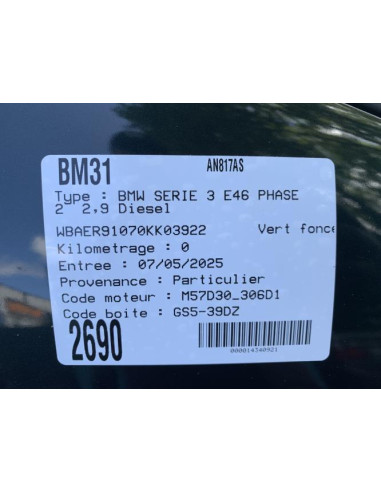 BM31 AN817AS
Type : BMW SERIE 3 E46 PHASE
2 2,9 Diesel
WBAER91070KK03922 Vert fonce
Kilometrage : 0
Entree : 07/05/2025
Provenance : Particulier
Code moteur : M57D30_306D1
Code boite : GS5-39DZ
2690
000014340921